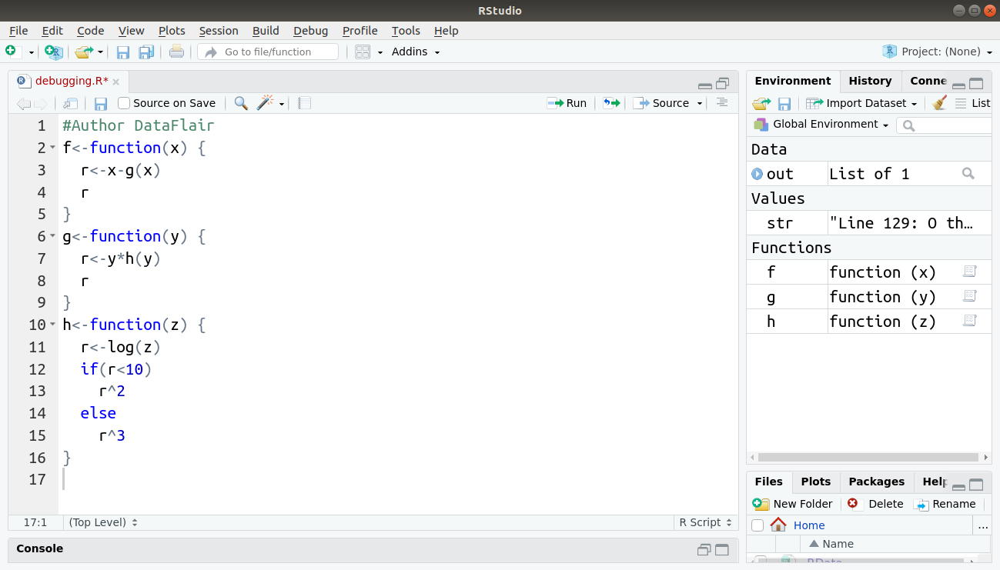 RStudio
File Edit Code View Plots Session Build Debug Profile Tools Help
Go to file/function Addins Project: (None)
debugging.R*
Source on Save Run Source
1 #Author DataFlair
2 f<-function(x) {
3 r<-x-g(x)
4 r
5 }
6 g<-function(y) {
7 r<-y*h(y)
8 r
9 }
10 h<-function(z) {
11 r<-log(z)
12 if(r<10)
13 r^2
14 else
15 r^3
16 }
17
17:1 (Top Level) R Script
Console
Environment History Conne
Import Dataset List
Global Environment
Data
out List of 1
Values
str "Line 129: O th…
Functions
f function (x)
g function (y)
h function (z)
Files Plots Packages Help
New Folder Delete Rename
Home ...
Name
.RData